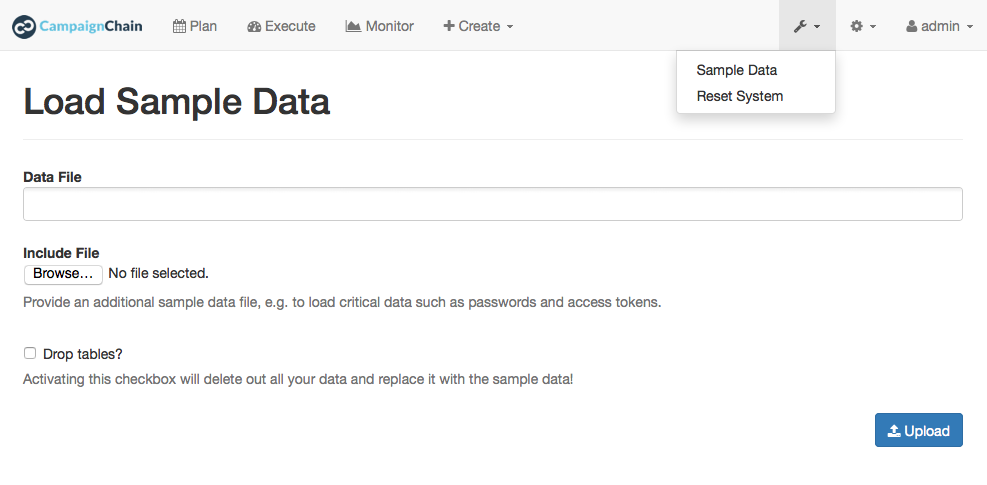 CampaignChain Plan Execute Monitor Create admin
Sample Data
Reset System
Load Sample Data
Data File
Include File
Browse... No file selected.
Provide an additional sample data file, e.g. to load critical data such as passwords and access tokens.
Drop tables?
Activating this checkbox will delete out all your data and replace it with the sample data!
Upload